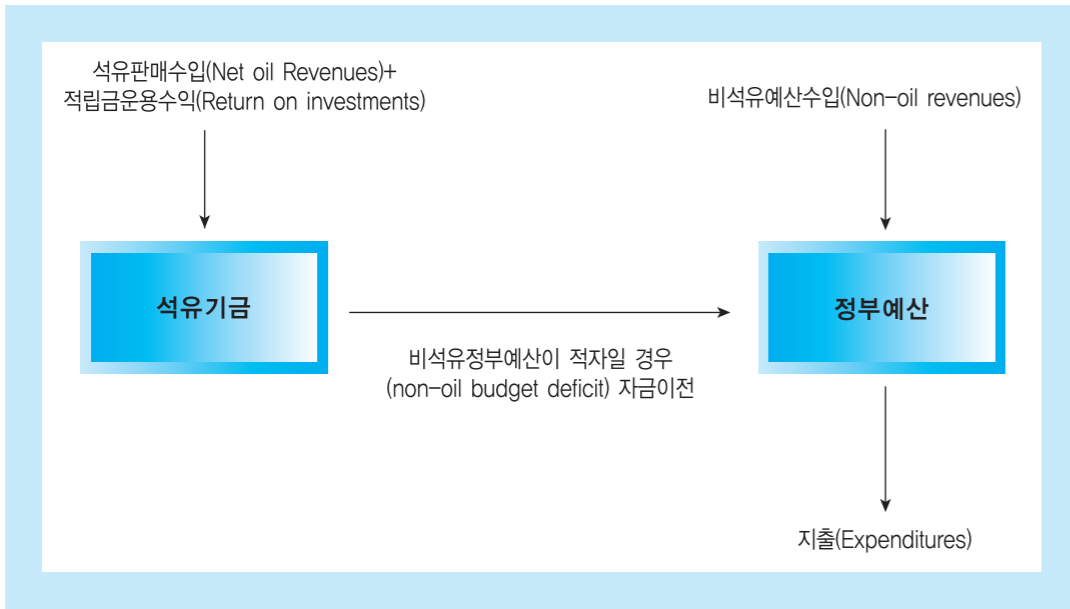 석유판매수입(Net oil Revenues)+
적립금운용수익(Return on investments)
비석유예산수입(Non-oil revenues)
석유기금
정부예산
비석유정부예산이 적자일 경우
(non-oil budget deficit) 자금이전
지출(Expenditures)